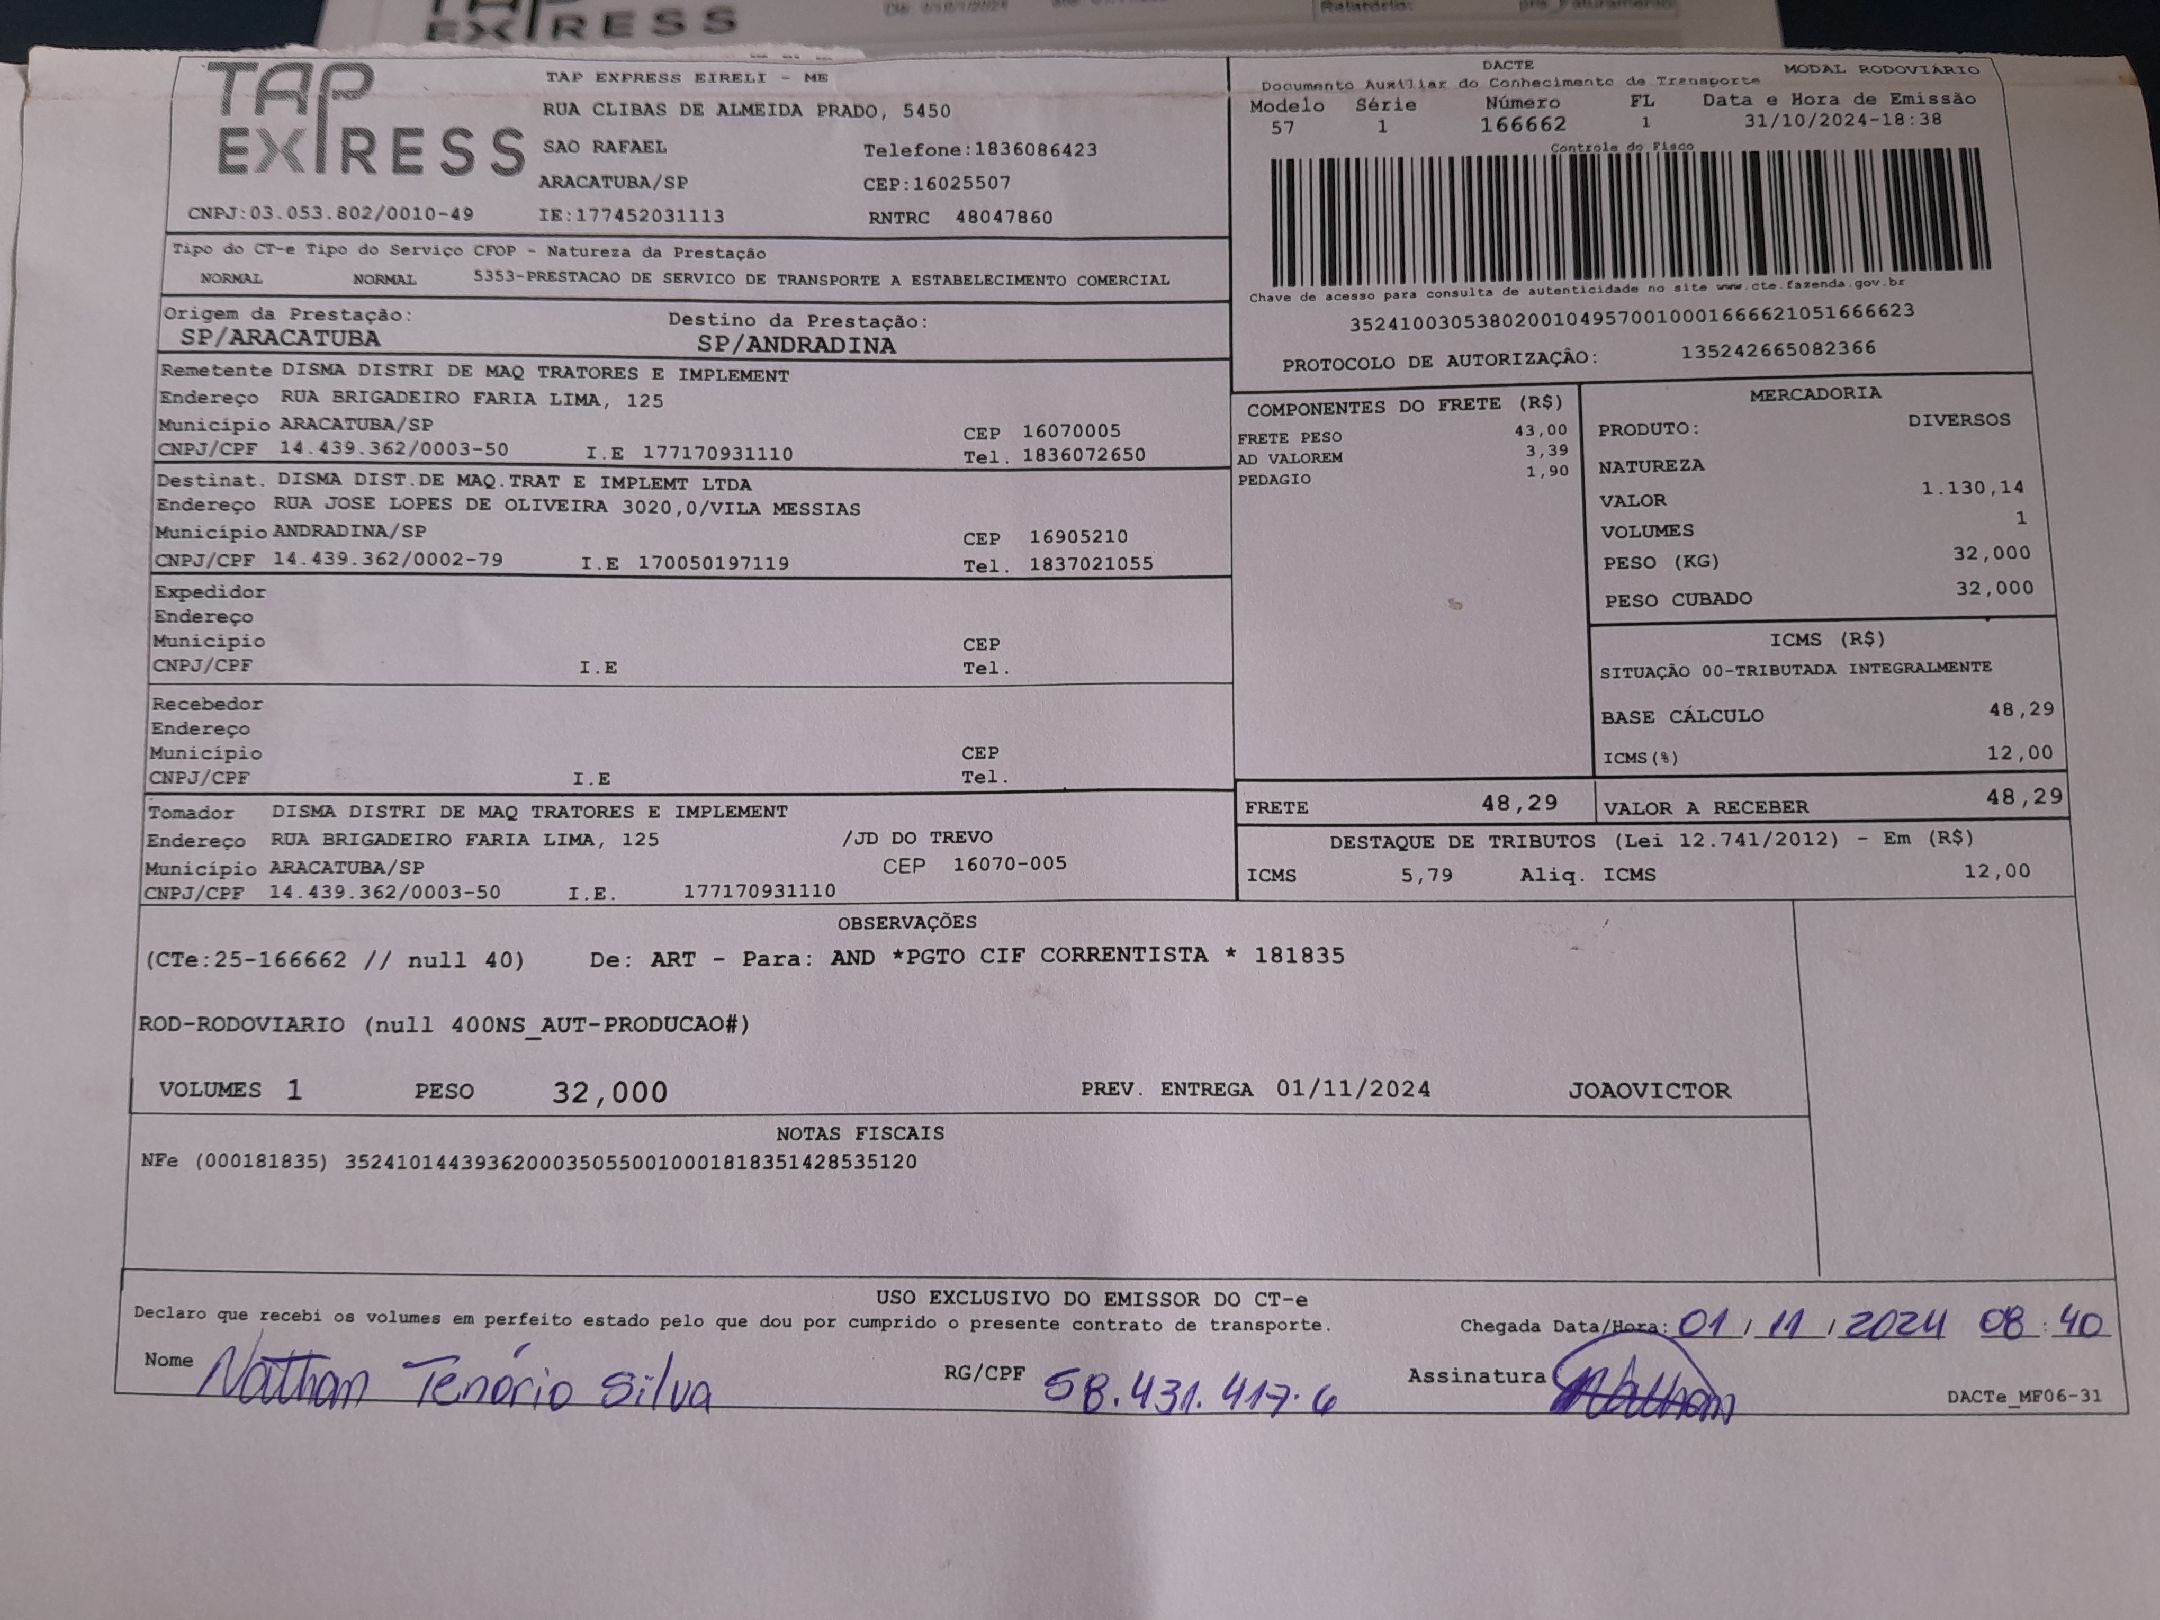 EXPRESS
Relatório:
TAP
EXPRESS
TAP EXPRESS EIRELI - ME
RUA CLIBAS DE ALMEIDA PRADO, 5450
SAO RAFAEL Telefone:1836086423
ARACATUBA/SP CEP:16025507
CNPJ:03.053.802/0010-49 IE:177452031113 RNTRC 48047860
DACTE MODAL RODOVIÁRIO
Documento Auxiliar do Conhecimento de Transporte
Modelo Série Número FL Data e Hora de Emissão
57 1 166662 1 31/10/2024-18:38
Controle do Fisco
Chave de acesso para consulta de autenticidade no site www.cte.fazenda.gov.br
35241003053802001049570010001666621051666623
PROTOCOLO DE AUTORIZAÇÃO: 135242665082366
Tipo do CT-e Tipo do Serviço CFOP - Natureza da Prestação
NORMAL NORMAL 5353-PRESTACAO DE SERVICO DE TRANSPORTE A ESTABELECIMENTO COMERCIAL
Origem da Prestação: Destino da Prestação:
SP/ARACATUBA SP/ANDRADINA
Remetente DISMA DISTRI DE MAQ TRATORES E IMPLEMENT
Endereço RUA BRIGADEIRO FARIA LIMA, 125
Município ARACATUBA/SP CEP 16070005
CNPJ/CPF 14.439.362/0003-50 I.E 177170931110 Tel. 1836072650
Destinat. DISMA DIST.DE MAQ.TRAT E IMPLEMT LTDA
Endereço RUA JOSE LOPES DE OLIVEIRA 3020,0/VILA MESSIAS
Município ANDRADINA/SP CEP 16905210
CNPJ/CPF 14.439.362/0002-79 I.E 170050197119 Tel. 1837021055
Expedidor
Endereço
Município CEP
CNPJ/CPF I.E Tel.
Recebedor
Endereço
Município CEP
CNPJ/CPF I.E Tel.
Tomador DISMA DISTRI DE MAQ TRATORES E IMPLEMENT
Endereço RUA BRIGADEIRO FARIA LIMA, 125 /JD DO TREVO
Município ARACATUBA/SP CEP 16070-005
CNPJ/CPF 14.439.362/0003-50 I.E. 177170931110
COMPONENTES DO FRETE (R$)
FRETE PESO 43,00
AD VALOREM 3,39
PEDAGIO 1,90
MERCADORIA
PRODUTO: DIVERSOS
NATUREZA
VALOR 1.130,14
VOLUMES 1
PESO (KG) 32,000
PESO CUBADO 32,000
ICMS (R$)
SITUAÇÃO 00-TRIBUTADA INTEGRALMENTE
BASE CÁLCULO 48,29
ICMS(%) 12,00
FRETE 48,29 VALOR A RECEBER 48,29
DESTAQUE DE TRIBUTOS (Lei 12.741/2012) - Em (R$)
ICMS 5,79 Aliq. ICMS 12,00
OBSERVAÇÕES
(CTe:25-166662 // null 40) De: ART - Para: AND *PGTO CIF CORRENTISTA * 181835
ROD-RODOVIARIO (null 400NS_AUT-PRODUCAO#)
VOLUMES 1 PESO 32,000 PREV. ENTREGA 01/11/2024 JOAOVICTOR
NOTAS FISCAIS
NFe (000181835) 35241014439362000350550010001818351428535120
USO EXCLUSIVO DO EMISSOR DO CT-e
Declaro que recebi os volumes em perfeito estado pelo que dou por cumprido o presente contrato de transporte. Chegada Data/Hora: 01/11/2024 08:40
Nome Nathan Tenório Silva RG/CPF 58.431.417-6 Assinatura Nathan
DACTe_MF06-31